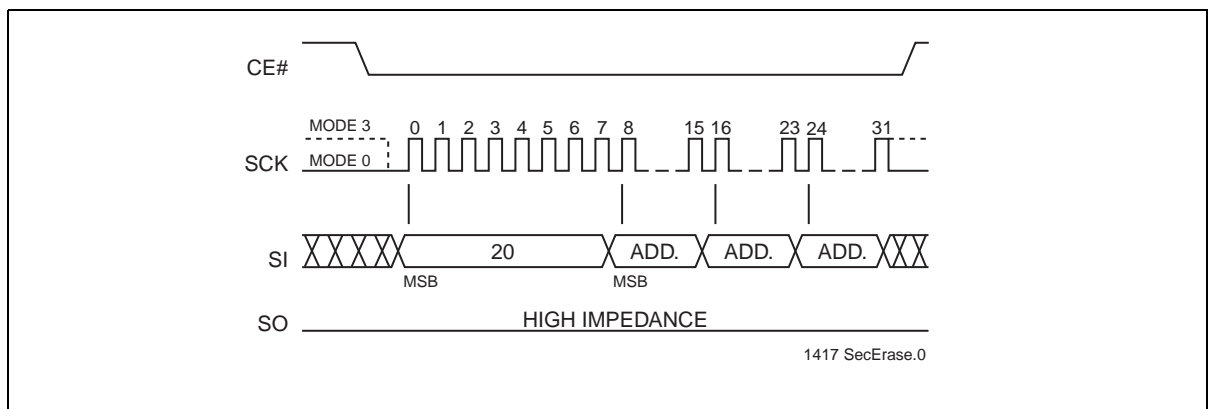 CE#
MODE 3
0 1 2 3 4 5 6 7 8 15 16 23 24 31
SCK
MODE 0
SI
20 ADD. ADD. ADD.
MSB MSB
SO
HIGH IMPEDANCE
1417 SecErase.0